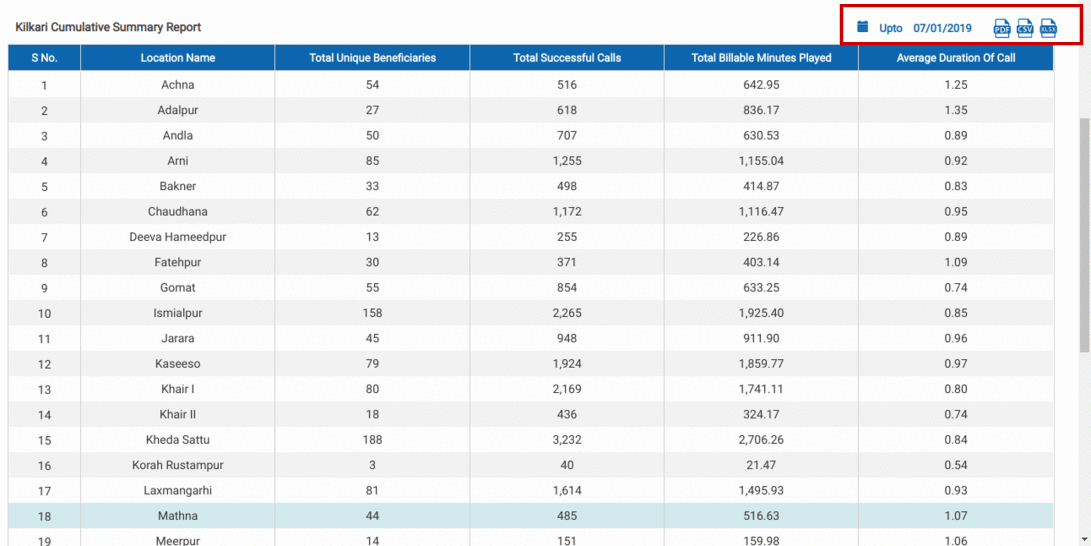 Kilkari Cumulative Summary Report Upto 07/01/2019 PDF CSV XLSX
S No. Location Name Total Unique Beneficiaries Total Successful Calls Total Billable Minutes Played Average Duration Of Call
1 Achna 54 516 642.95 1.25
2 Adalpur 27 618 836.17 1.35
3 Andla 50 707 630.53 0.89
4 Arni 85 1,255 1,155.04 0.92
5 Bakner 33 498 414.87 0.83
6 Chaudhana 62 1,172 1,116.47 0.95
7 Deeva Hameedpur 13 255 226.86 0.89
8 Fatehpur 30 371 403.14 1.09
9 Gomat 55 854 633.25 0.74
10 Ismialpur 158 2,265 1,925.40 0.85
11 Jarara 45 948 911.90 0.96
12 Kaseeso 79 1,924 1,859.77 0.97
13 Khair I 80 2,169 1,741.11 0.80
14 Khair II 18 436 324.17 0.74
15 Kheda Sattu 188 3,232 2,706.26 0.84
16 Korah Rustampur 3 40 21.47 0.54
17 Laxmangarhi 81 1,614 1,495.93 0.93
18 Mathna 44 485 516.63 1.07
19 Meerpur 14 151 159.98 1.06